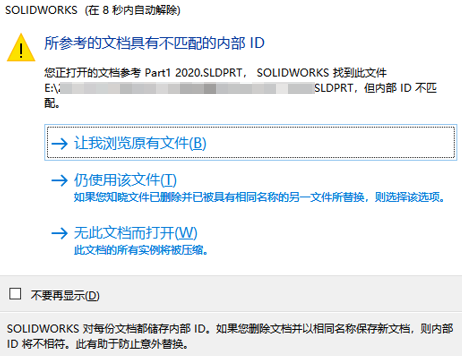 SOLIDWORKS (在 8 秒内自动解除)
所参考的文档具有不匹配的内部 ID
您正打开的文档参考 Part1 2020.SLDPRT， SOLIDWORKS 找到此文件
E:\ SLDPRT，但内部 ID 不匹
配。
让我浏览原有文件(B)
仍使用该文件(T)
如果您知晓文件已删除并已被具有相同名称的另一文件所替换，则选择该选项。
无此文档而打开(W)
此文档的所有实例将被压缩。
不要再显示(D)
SOLIDWORKS 对每份文档都储存内部 ID。如果您删除文档并以相同名称保存新文档，则内部
ID 将不相符。此有助于防止意外替换。